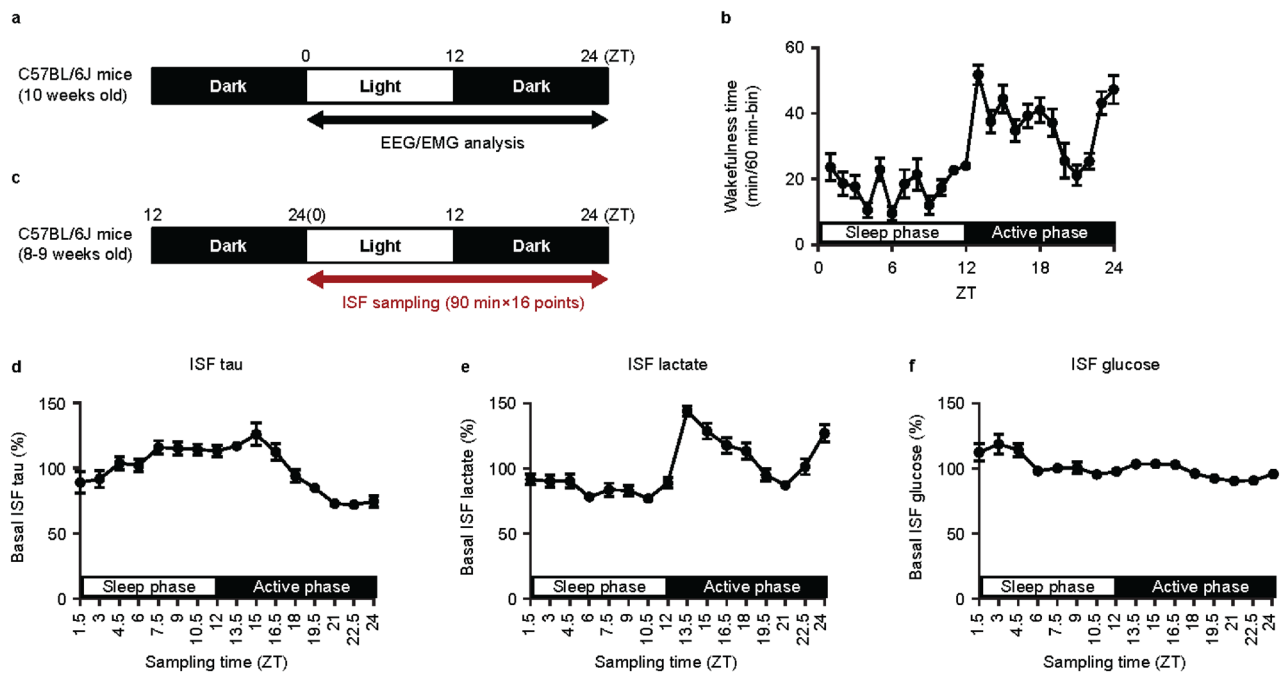 a
0 12 24 (ZT)
C57BL/6J mice
(10 weeks old)
Dark Light Dark
EEG/EMG analysis
b
Wakefulness time
(min/60 min-bin)
60
40
20
0
Sleep phase Active phase
0 6 12 18 24
ZT
c
12 24(0) 12 24 (ZT)
C57BL/6J mice
(8-9 weeks old)
Dark Light Dark
ISF sampling (90 min×16 points)
d
ISF tau
Basal ISF tau (%)
150
100
50
0
Sleep phase Active phase
1.5 3 4.5 6 7.5 9 10.5 12 13.5 15 16.5 18 19.5 21 22.5 24
Sampling time (ZT)
e
ISF lactate
Basal ISF lactate (%)
150
100
50
0
Sleep phase Active phase
1.5 3 4.5 6 7.5 9 10.5 12 13.5 15 16.5 18 19.5 21 22.5 24
Sampling time (ZT)
f
ISF glucose
Basal ISF glucose (%)
150
100
50
0
Sleep phase Active phase
1.5 3 4.5 6 7.5 9 10.5 12 13.5 15 16.5 18 19.5 21 22.5 24
Sampling time (ZT)